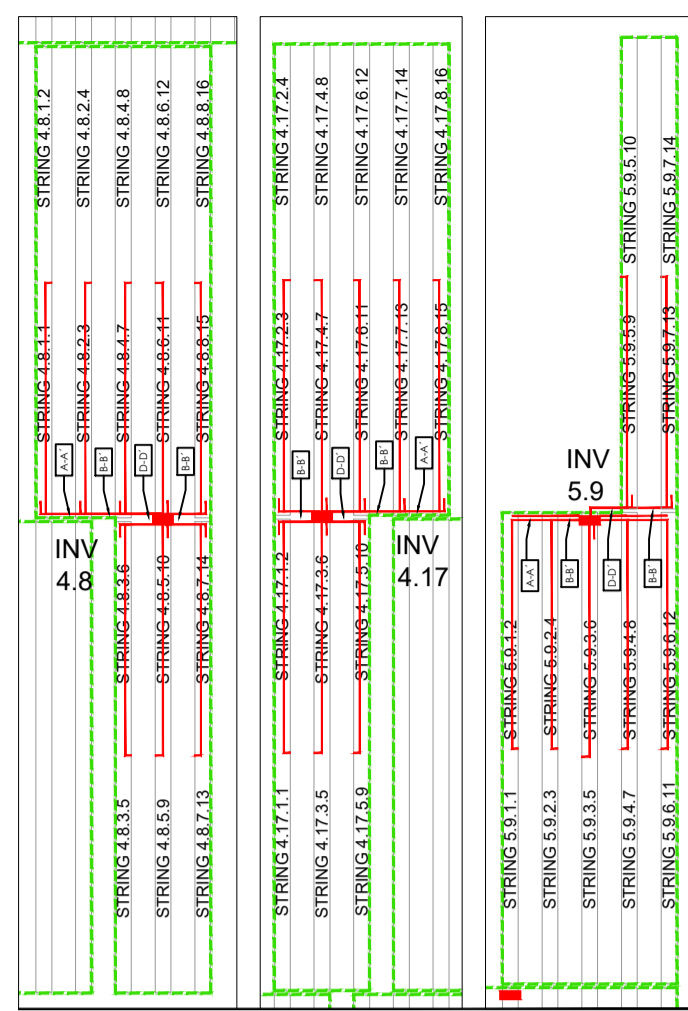 STRING 4.8.1.2
STRING 4.8.2.4
STRING 4.8.4.8
STRING 4.8.6.12
STRING 4.8.8.16
STRING 4.8.1.1
STRING 4.8.2.3
STRING 4.8.4.7
STRING 4.8.6.11
STRING 4.8.8.15
A-A'
B-B'
D-D'
B-B'
INV
4.8
STRING 4.8.3.6
STRING 4.8.5.10
STRING 4.8.7.14
STRING 4.8.3.5
STRING 4.8.5.9
STRING 4.8.7.13
STRING 4.17.2.4
STRING 4.17.4.8
STRING 4.17.6.12
STRING 4.17.7.14
STRING 4.17.8.16
STRING 4.17.2.3
STRING 4.17.4.7
STRING 4.17.6.11
STRING 4.17.7.13
STRING 4.17.8.15
B-B'
D-D'
B-B'
A-A'
INV
4.17
STRING 4.17.1.2
STRING 4.17.3.6
STRING 4.17.5.10
STRING 4.17.1.1
STRING 4.17.3.5
STRING 4.17.5.9
STRING 5.9.5.10
STRING 5.9.7.14
STRING 5.9.5.9
STRING 5.9.7.13
INV
5.9
A-A'
B-B'
D-D'
B-B'
STRING 5.9.1.2
STRING 5.9.2.4
STRING 5.9.3.6
STRING 5.9.4.8
STRING 5.9.6.12
STRING 5.9.1.1
STRING 5.9.2.3
STRING 5.9.3.5
STRING 5.9.4.7
STRING 5.9.6.11